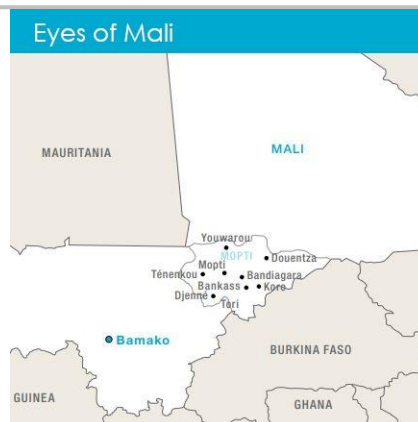 Eyes of Mali
MAURITANIA
MALI
Youwarou
MOPTI
Douentza
Mopti
Ténenkou
Bandiagara
Bankass
Koro
Djenné
Tori
Bamako
BURKINA FASO
GUINEA
GHANA